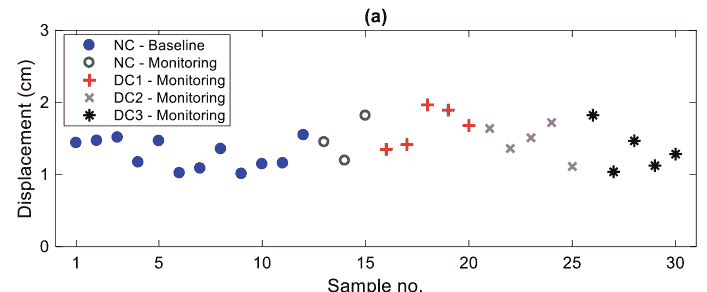 (a)
3
2
1
0
Displacement (cm)
NC - Baseline
NC - Monitoring
DC1 - Monitoring
DC2 - Monitoring
DC3 - Monitoring
1 5 10 15 20 25 30
Sample no.